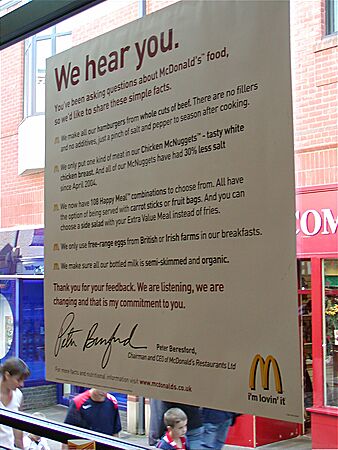 We hear you.
You've been asking questions about McDonald's™ food,
so we'd like to share these simple facts.
We make all our hamburgers from whole cuts of beef. There are no fillers
and no additives, just a pinch of salt and pepper to season after cooking.
We only put one kind of meat in our Chicken McNuggets™ - tasty white
chicken breast. And all of our McNuggets have had 30% less salt
since April 2004.
We now have 108 Happy Meal™ combinations to choose from. All have
the option of being served with carrot sticks or fruit bags. And you can
choose a side salad with your Extra Value Meal instead of fries.
We only use free-range eggs from British or Irish farms in our breakfasts.
We make sure all our bottled milk is semi-skimmed and organic.
Thank you for your feedback. We are listening, we are
changing and that is my commitment to you.
Peter Beresford
Peter Beresford,
Chairman and CEO of McDonald's Restaurants Ltd
For more facts and nutritional information visit www.mcdonalds.co.uk
i'm lovin' it
COM